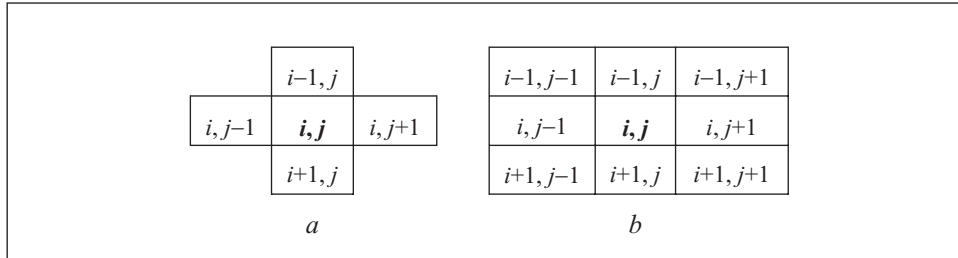 i–1, j
i, j–1 i, j i, j+1
i+1, j
a
i–1, j–1 i–1, j i–1, j+1
i, j–1 i, j i, j+1
i+1, j–1 i+1, j i+1, j+1
b